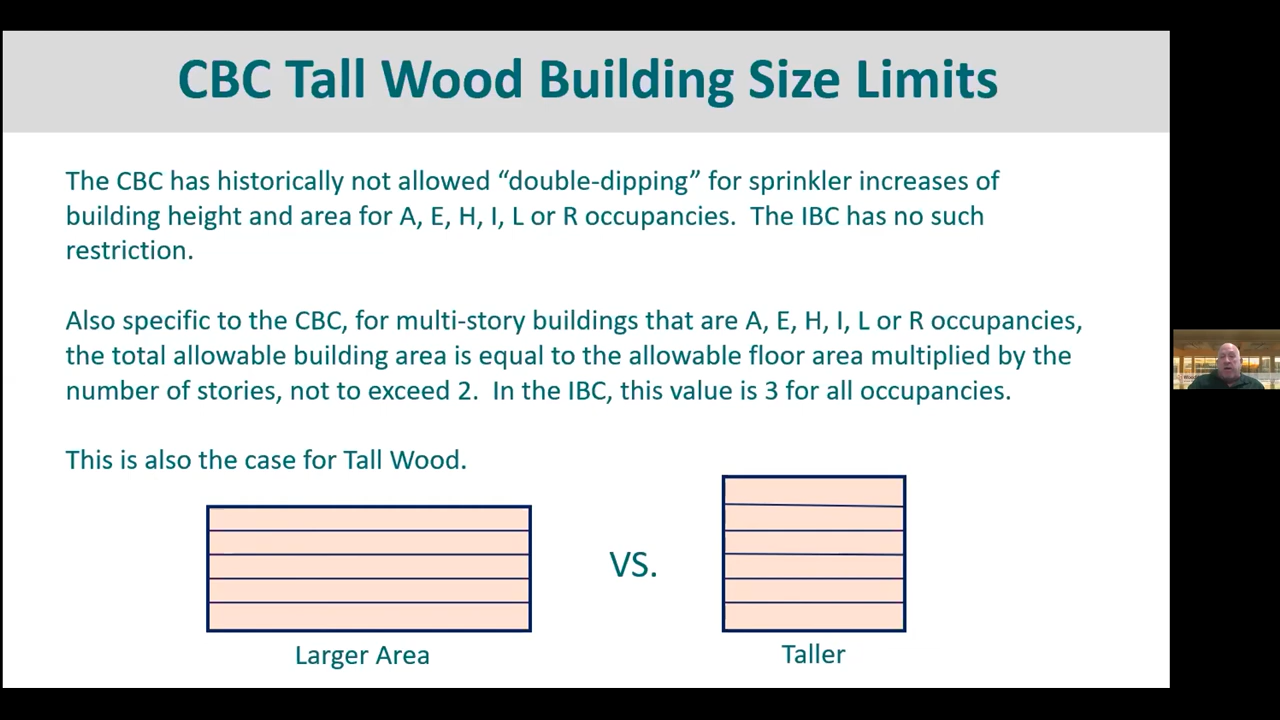 CBC Tall Wood Building Size Limits
The CBC has historically not allowed “double-dipping” for sprinkler increases of
building height and area for A, E, H, I, L or R occupancies.  The IBC has no such
restriction.
Also specific to the CBC, for multi-story buildings that are A, E, H, I, L or R occupancies,
the total allowable building area is equal to the allowable floor area multiplied by the
number of stories, not to exceed 2.  In the IBC, this value is 3 for all occupancies.
This is also the case for Tall Wood.
VS.
Larger Area
Taller